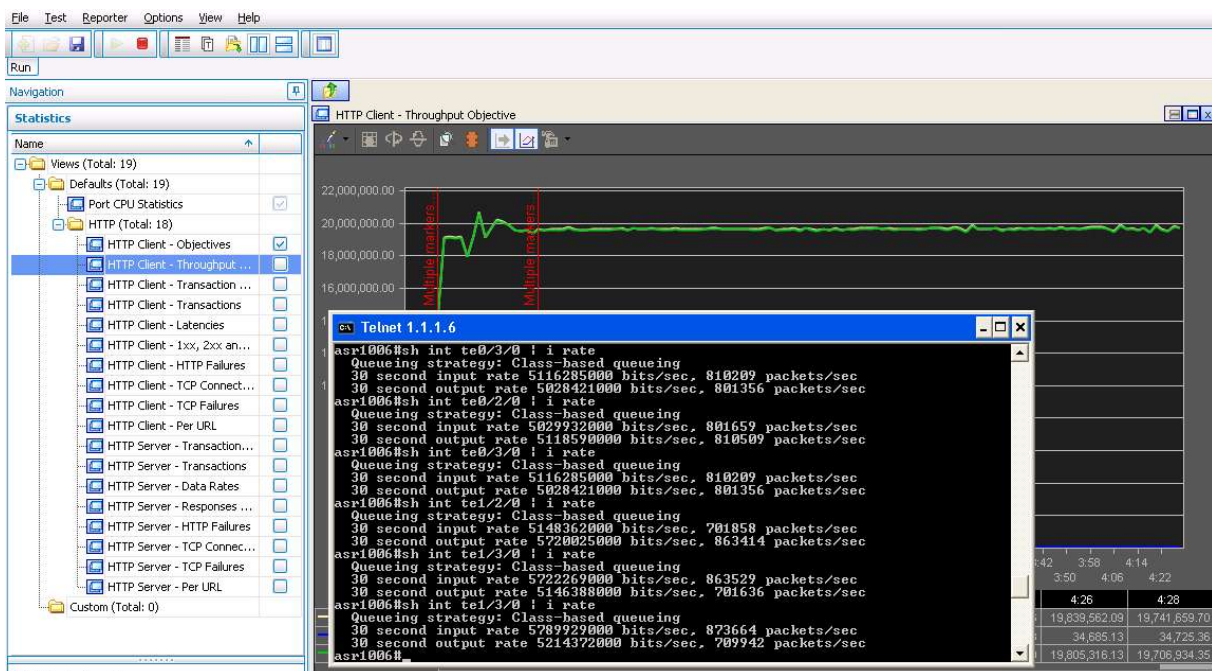 File Test Reporter Options View Help
Run
Navigation
Statistics
Name
Views (Total: 19)
Defaults (Total: 19)
Port CPU Statistics
HTTP (Total: 18)
HTTP Client - Objectives
HTTP Client - Throughput ...
HTTP Client - Transaction ...
HTTP Client - Transactions
HTTP Client - Latencies
HTTP Client - 1xx, 2xx an...
HTTP Client - HTTP Failures
HTTP Client - TCP Connect...
HTTP Client - TCP Failures
HTTP Client - Per URL
HTTP Server - Transaction...
HTTP Server - Transactions
HTTP Server - Data Rates
HTTP Server - Responses ...
HTTP Server - HTTP Failures
HTTP Server - TCP Connec...
HTTP Server - TCP Failures
HTTP Server - Per URL
Custom (Total: 0)
HTTP Client - Throughput Objective
22,000,000.00
20,000,000.00
18,000,000.00
16,000,000.00
Multiple markers...
Multiple markers...
Telnet 1.1.1.6
asr1006#sh int te0/3/0 | i rate
Queueing strategy: Class-based queueing
30 second input rate 5116285000 bits/sec, 810209 packets/sec
30 second output rate 5028421000 bits/sec, 801356 packets/sec
asr1006#sh int te0/2/0 | i rate
Queueing strategy: Class-based queueing
30 second input rate 5029932000 bits/sec, 801659 packets/sec
30 second output rate 5118590000 bits/sec, 810509 packets/sec
asr1006#sh int te0/3/0 | i rate
Queueing strategy: Class-based queueing
30 second input rate 5116285000 bits/sec, 810209 packets/sec
30 second output rate 5028421000 bits/sec, 801356 packets/sec
asr1006#sh int te1/2/0 | i rate
Queueing strategy: Class-based queueing
30 second input rate 5148362000 bits/sec, 701858 packets/sec
30 second output rate 5720025000 bits/sec, 863414 packets/sec
asr1006#sh int te1/3/0 | i rate
Queueing strategy: Class-based queueing
30 second input rate 5722269000 bits/sec, 863529 packets/sec
30 second output rate 5146388000 bits/sec, 701636 packets/sec
asr1006#sh int te1/3/0 | i rate
Queueing strategy: Class-based queueing
30 second input rate 5789929000 bits/sec, 873664 packets/sec
30 second output rate 5214372000 bits/sec, 709942 packets/sec
asr1006#
3:58 4:14
3:50 4:06 4:22
4:26 4:28
19,839,562.09 19,741,659.70
34,685.13 34,725.36
19,805,316.13 19,706,934.35